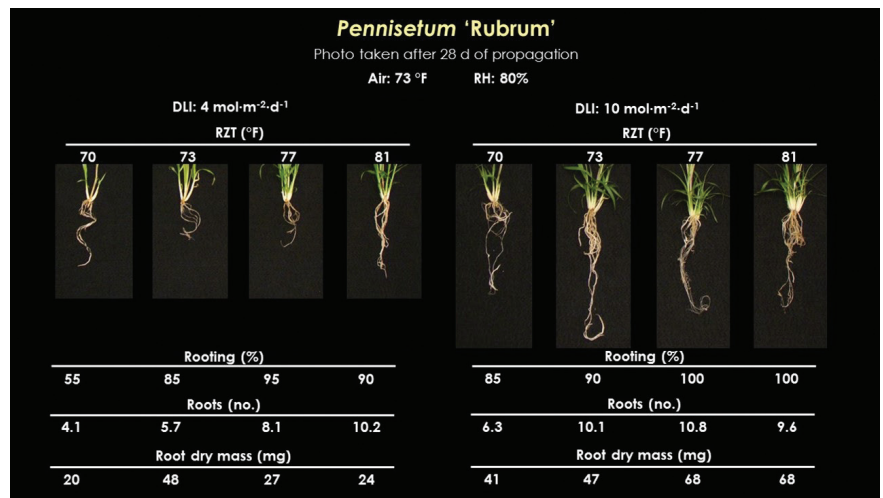 Pennisetum ‘Rubrum’
Photo taken after 28 d of propagation
Air: 73 °F RH: 80%
DLI: 4 mol·m-2·d-1
RZT (°F)
70 73 77 81
Rooting (%)
55 85 95 90
Roots (no.)
4.1 5.7 8.1 10.2
Root dry mass (mg)
20 48 27 24
DLI: 10 mol·m-2·d-1
RZT (°F)
70 73 77 81
Rooting (%)
85 90 100 100
Roots (no.)
6.3 10.1 10.8 9.6
Root dry mass (mg)
41 47 68 68